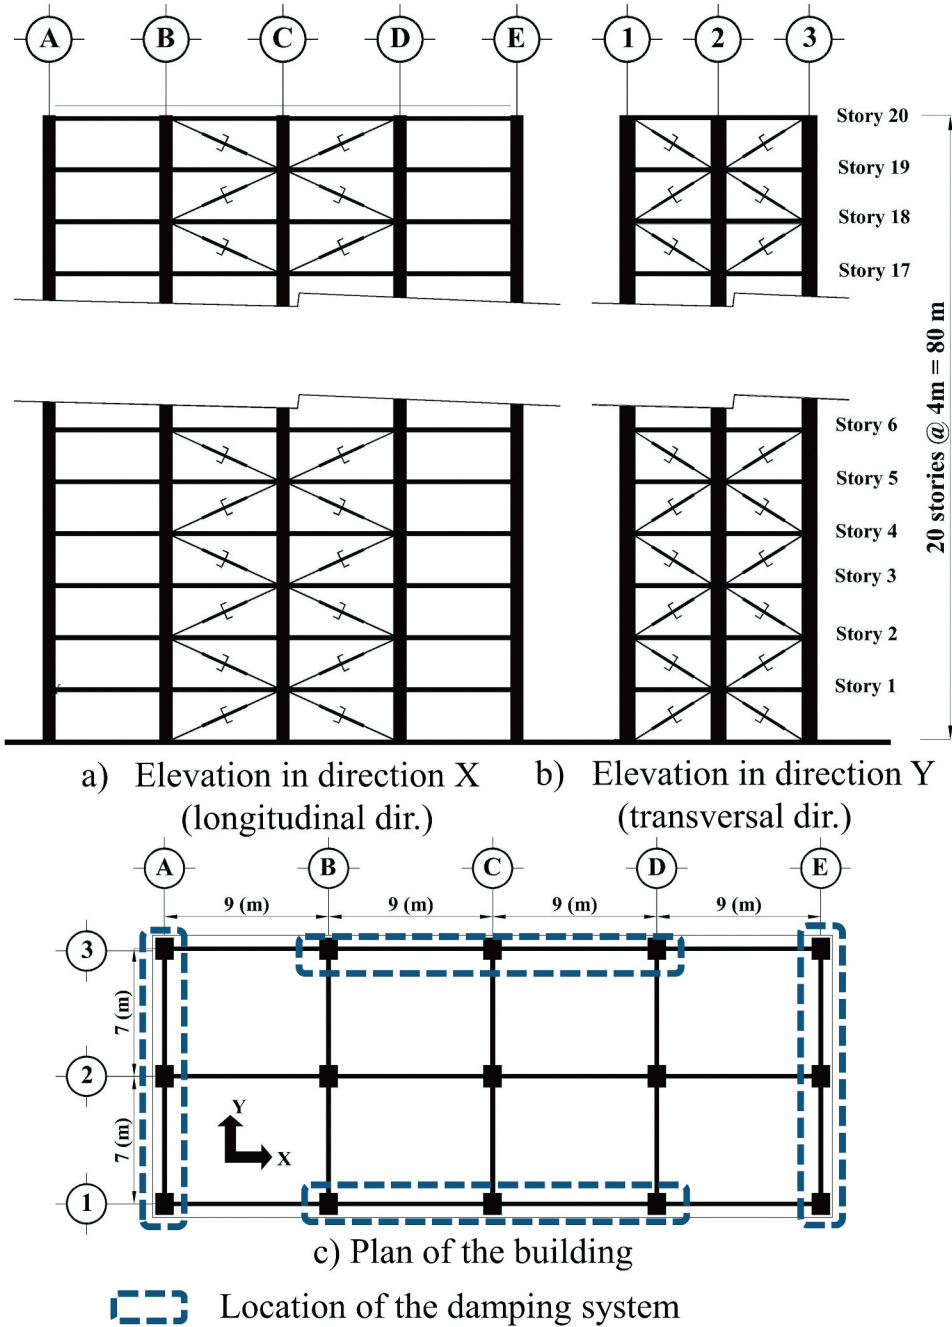 A B C D E 1 2 3
Story 20
Story 19
Story 18
Story 17
Story 6
Story 5
Story 4
Story 3
Story 2
Story 1
20 stories @ 4m = 80 m
a) Elevation in direction X
(longitudinal dir.)
b) Elevation in direction Y
(transversal dir.)
A B C D E
9 (m) 9 (m) 9 (m) 9 (m)
3
7 (m)
2
7 (m)
1
Y
X
c) Plan of the building
Location of the damping system